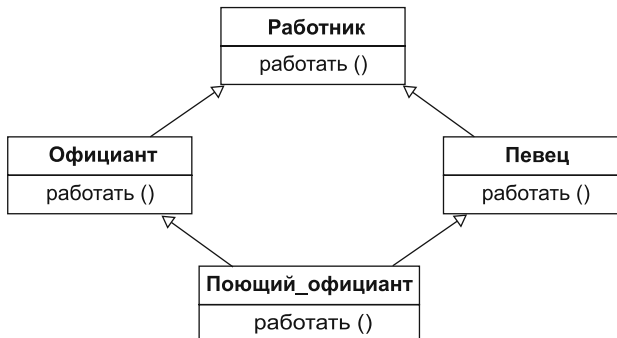 Работник
работать ()
Официант
работать ()
Певец
работать ()
Поющий_официант
работать ()